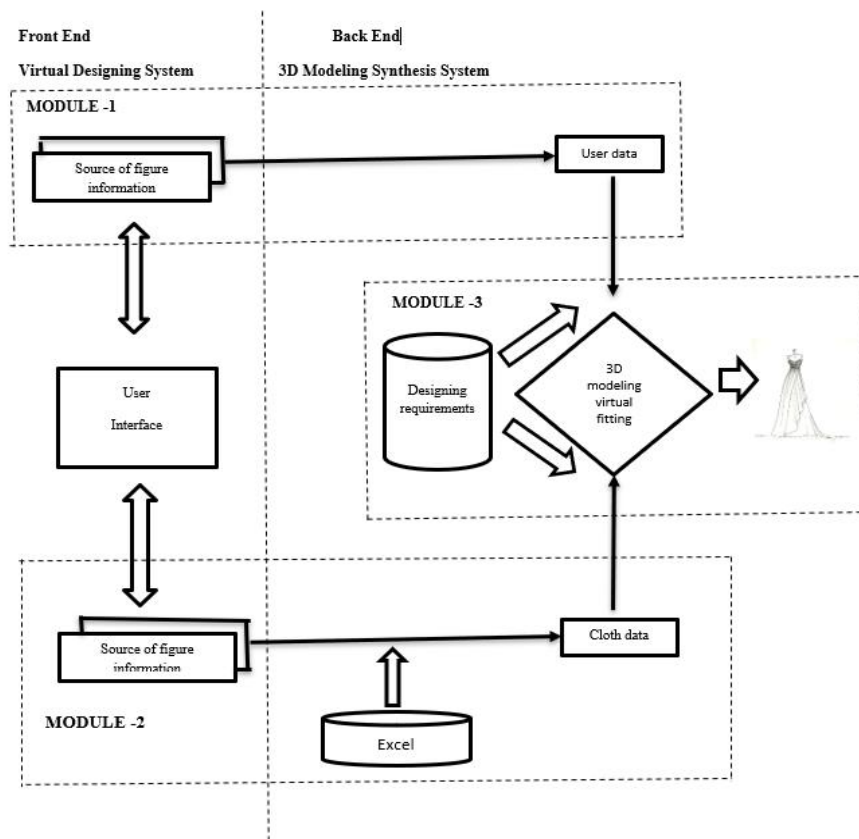 Front End
Back End
Virtual Designing System
3D Modeling Synthesis System
MODULE -1
Source of figure
information
User data
MODULE -3
Designing
requirements
3D
modeling
virtual
fitting
User
Interface
Source of figure
information
Cloth data
MODULE -2
Excel